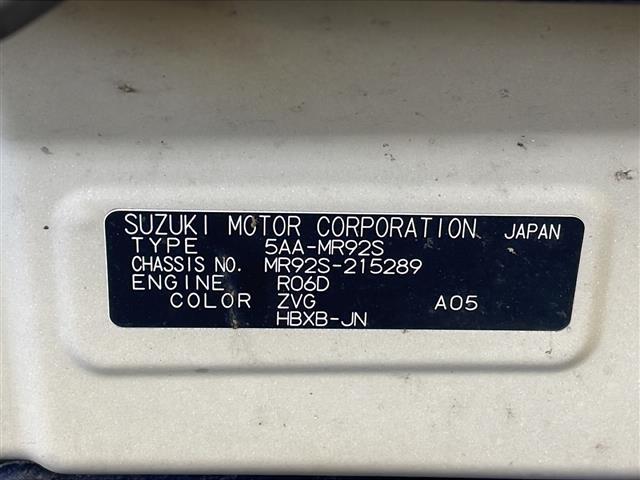 SUZUKI MOTOR CORPORATION JAPAN
TYPE 5AA-MR92S
CHASSIS NO. MR92S-215289
ENGINE R06D
COLOR ZVG A05
HBXB-JN